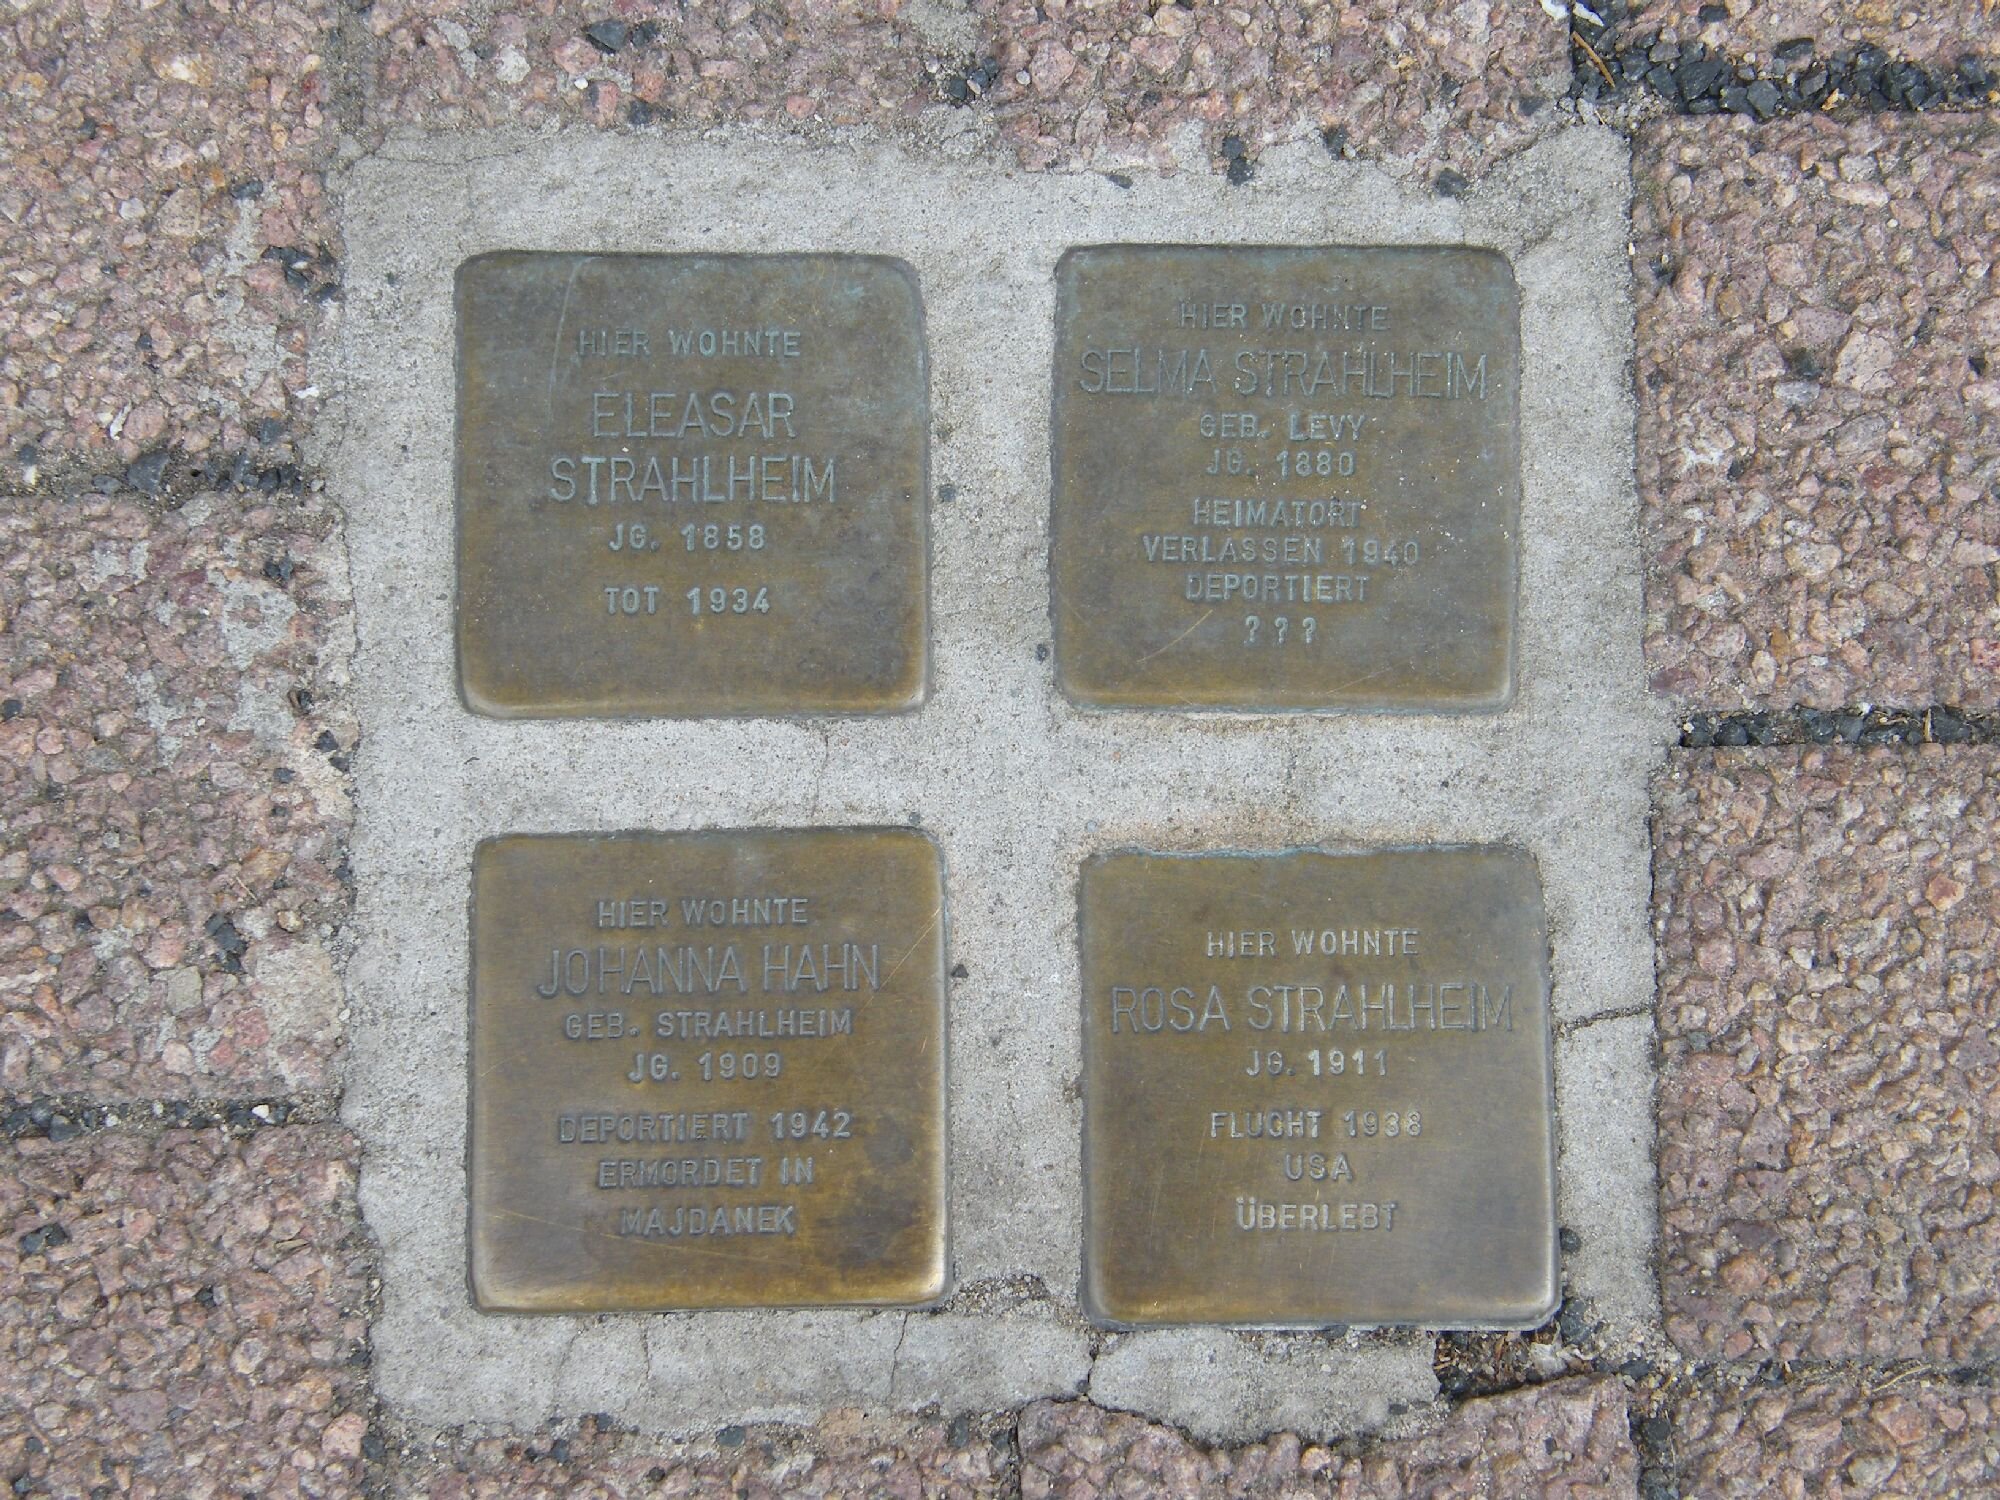 HIER WOHNTE
ELEASAR
STRAHLHEIM
JG. 1858
TOT 1934
HIER WOHNTE
SELMA STRAHLHEIM
GEB. LEVY
JG. 1880
HEIMATORT
VERLASSEN 1940
DEPORTIERT
???
HIER WOHNTE
JOHANNA HAHN
GEB. STRAHLHEIM
JG. 1909
DEPORTIERT 1942
ERMORDET IN
MAJDANEK
HIER WOHNTE
ROSA STRAHLHEIM
JG. 1911
FLUCHT 1938
USA
ÜBERLEBT